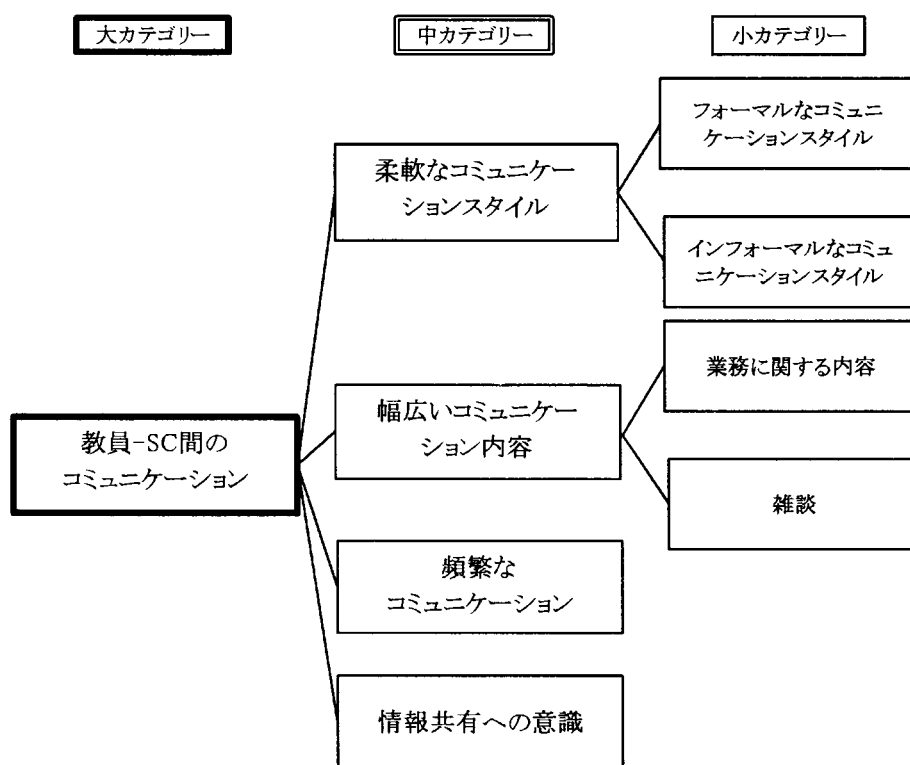 大カテゴリー
中カテゴリー
小カテゴリー
フォーマルなコミュニ
ケーションスタイル
柔軟なコミュニケー
ションスタイル
インフォーマルなコミュ
ニケーションスタイル
業務に関する内容
幅広いコミュニケー
ション内容
教員-SC間の
コミュニケーション
雑談
頻繁な
コミュニケーション
情報共有への意識